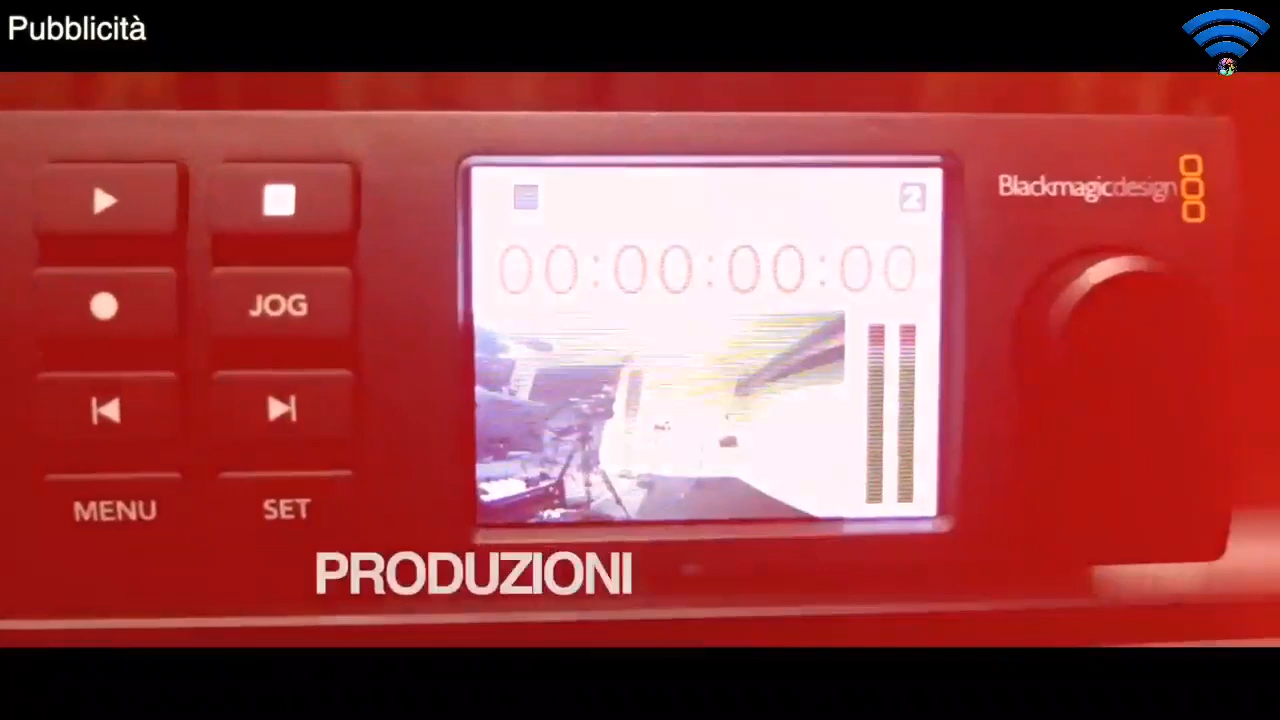 Pubblicità
Blackmagicdesign
2
00:00:00:00
JOG
MENU
SET
PRODUZIONI